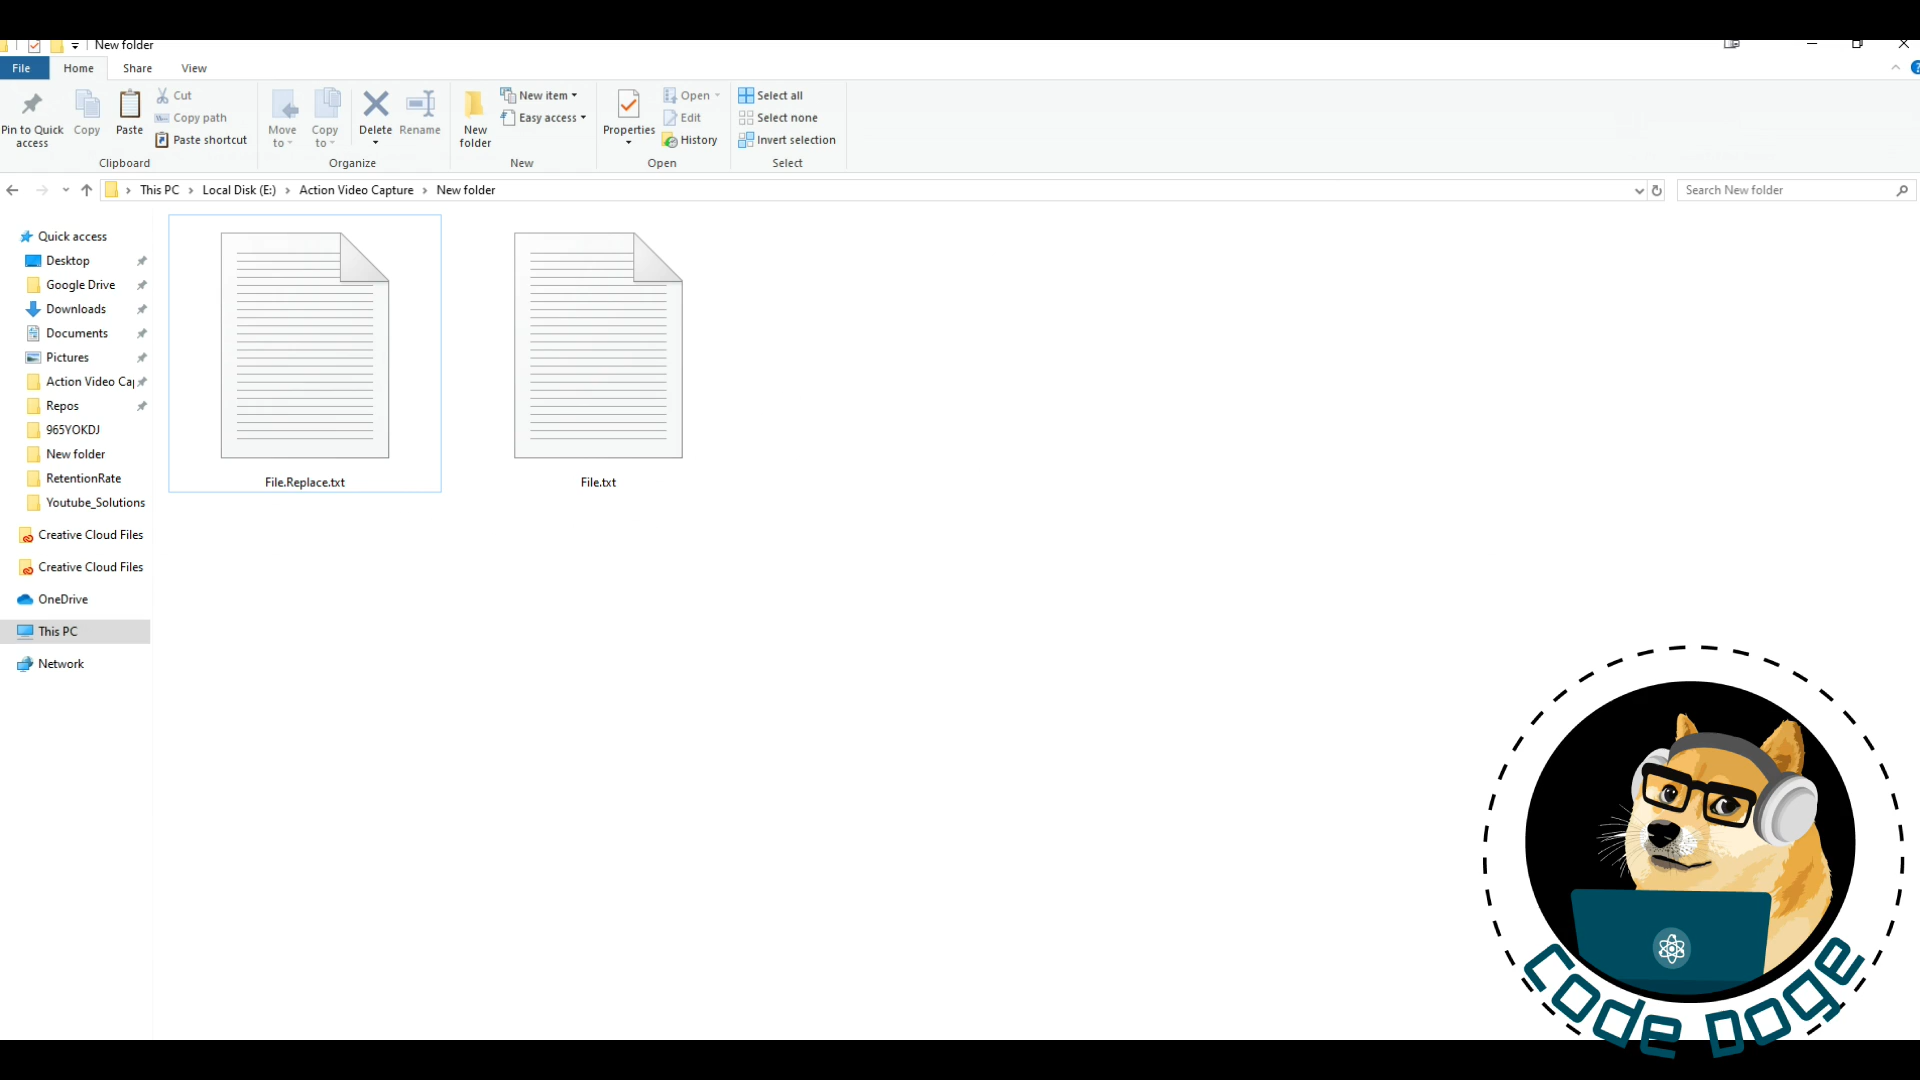 New folder
File Home Share View
Pin to Quick access
Copy
Paste
Cut
Copy path
Paste shortcut
Clipboard
Move to
Copy to
Delete
Rename
Organize
New folder
New item
Easy access
New
Properties
Open
Edit
History
Open
Select all
Select none
Invert selection
Select
This PC > Local Disk (E:) > Action Video Capture > New folder
Search New folder
Quick access
Desktop
Google Drive
Downloads
Documents
Pictures
Action Video Cap
Repos
965YOKDJ
New folder
RetentionRate
Youtube_Solutions
Creative Cloud Files
Creative Cloud Files
OneDrive
This PC
Network
File.Replace.txt
File.txt
Code Doge